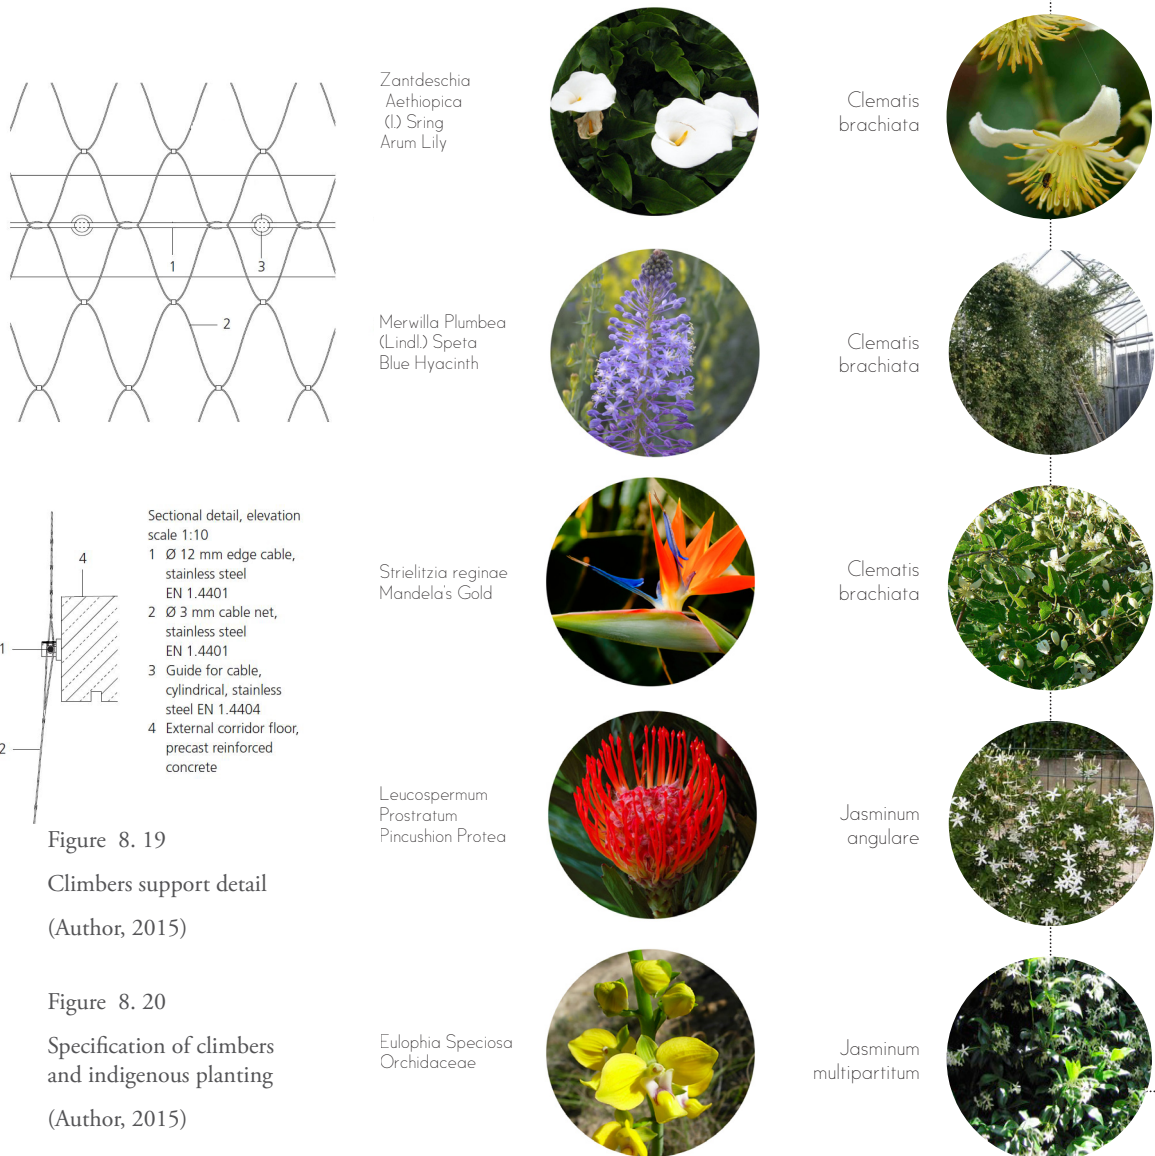 1
3
2
4
1
2
Sectional detail, elevation
scale 1:10
1 Ø 12 mm edge cable,
stainless steel
EN 1.4401
2 Ø 3 mm cable net,
stainless steel
EN 1.4401
3 Guide for cable,
cylindrical, stainless
steel EN 1.4404
4 External corridor floor,
precast reinforced
concrete
Figure 8. 19
Climbers support detail
(Author, 2015)
Figure 8. 20
Specification of climbers
and indigenous planting
(Author, 2015)
Zantdeschia
Aethiopica
(l.) Sring
Arum Lily
Merwilla Plumbea
(Lindl.) Speta
Blue Hyacinth
Strielitzia reginae
Mandela's Gold
Leucospermum
Prostratum
Pincushion Protea
Eulophia Speciosa
Orchidaceae
Clematis
brachiata
Clematis
brachiata
Clematis
brachiata
Jasminum
angulare
Jasminum
multipartitum